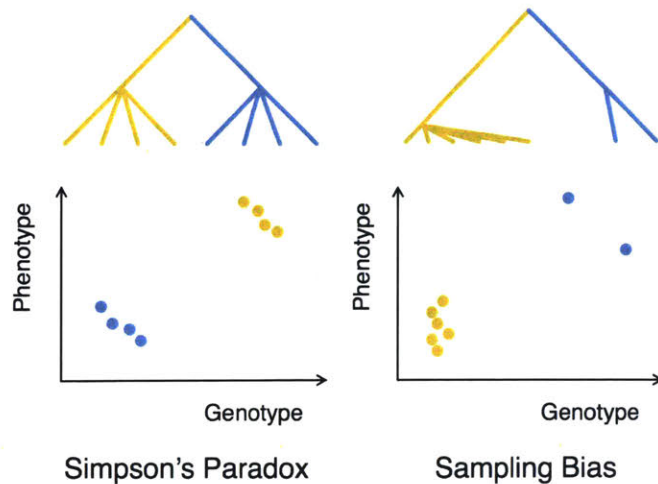 Phenotype
Genotype
Simpson's Paradox
Phenotype
Genotype
Sampling Bias